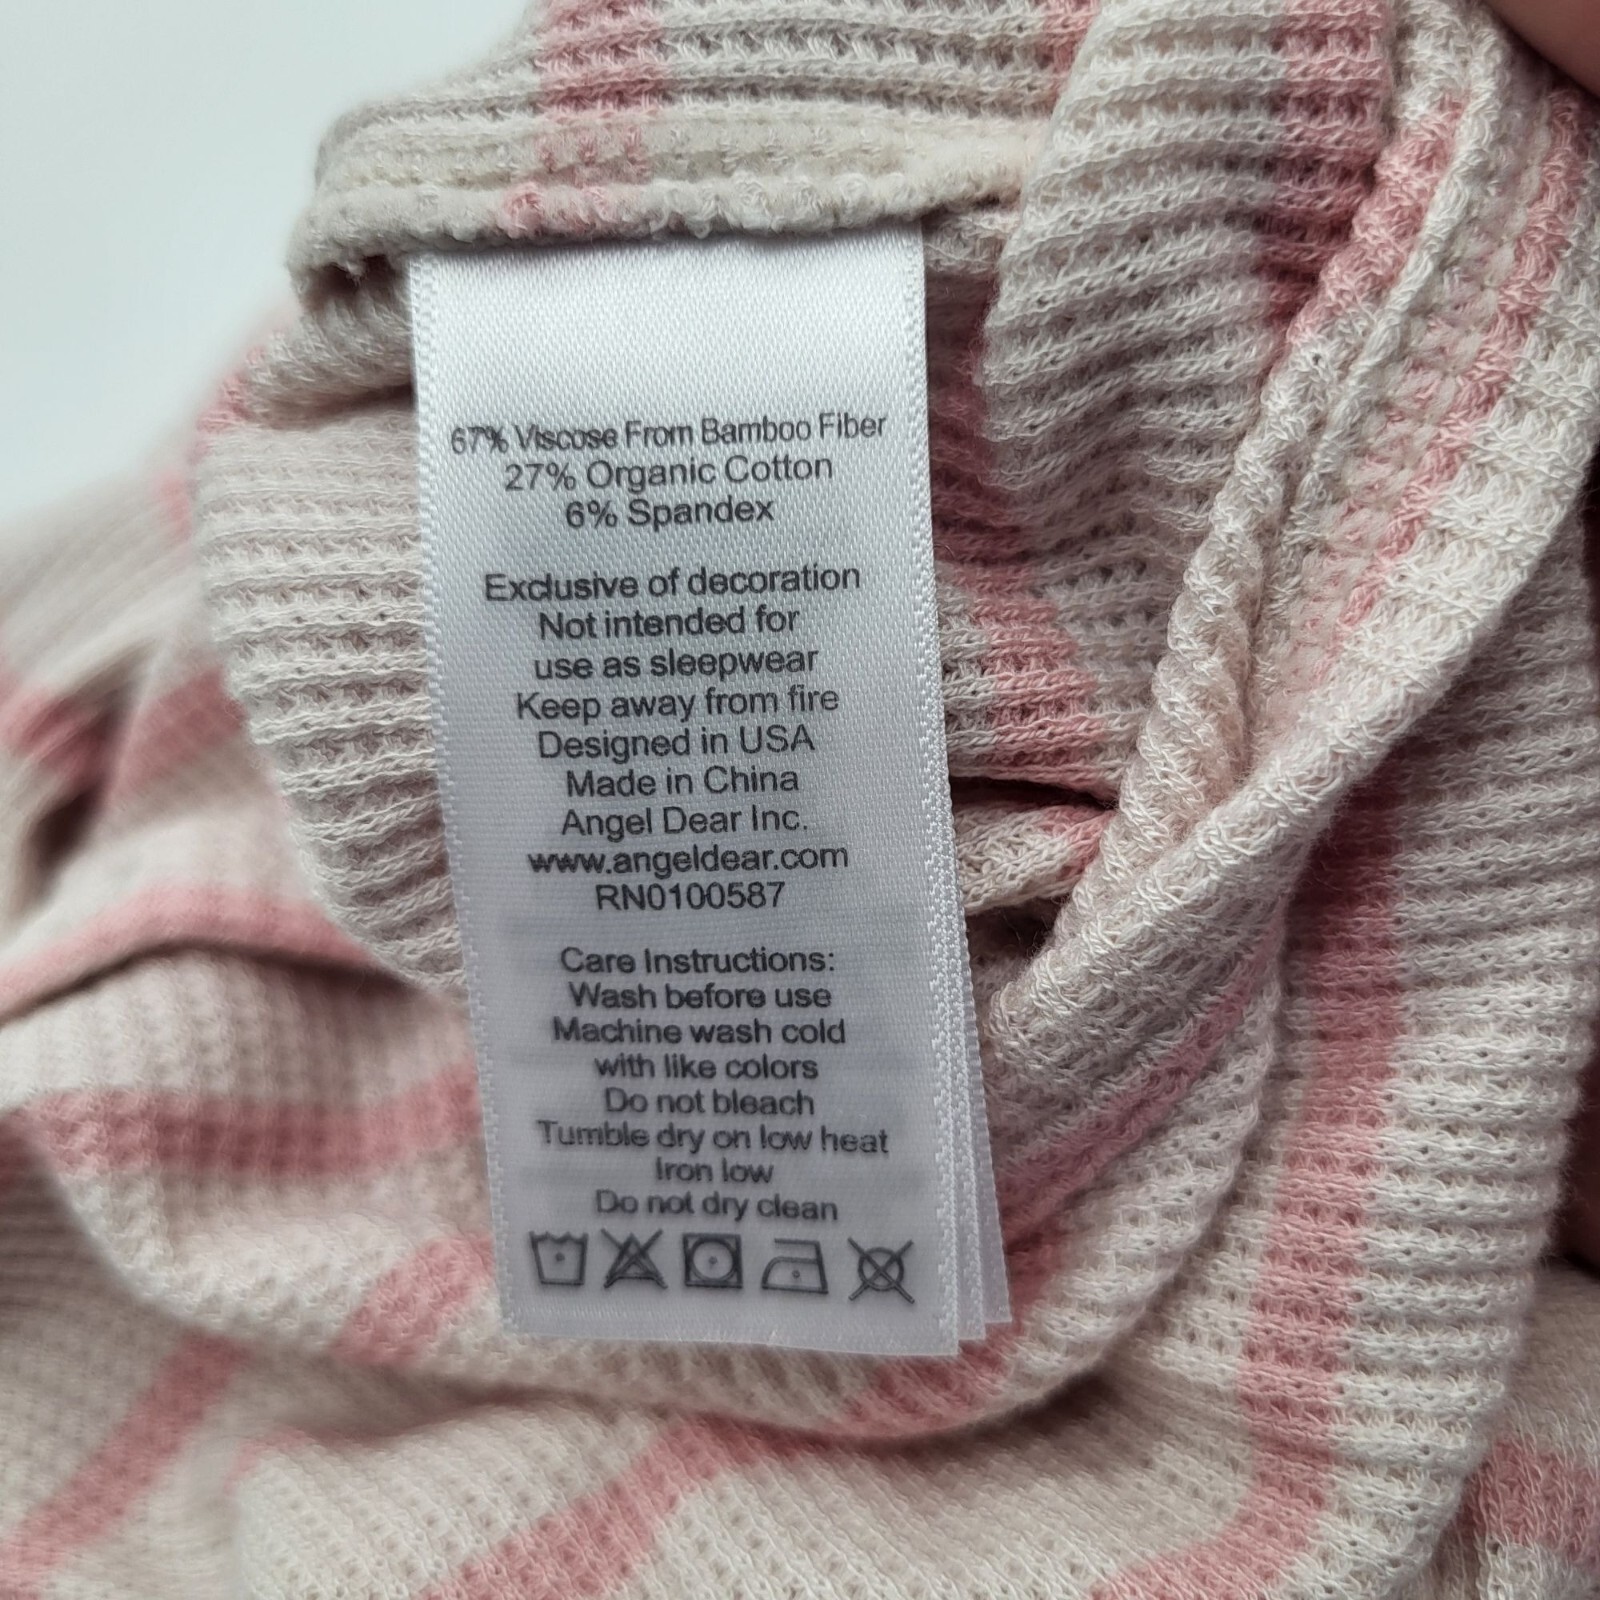 67% Viscose From Bamboo Fiber
27% Organic Cotton
6% Spandex
Exclusive of decoration
Not intended for
use as sleepwear
Keep away from fire
Designed in USA
Made in China
Angel Dear Inc.
www.angeldear.com
RN0100587
Care Instructions:
Wash before use
Machine wash cold
with like colors
Do not bleach
Tumble dry on low heat
Iron low
Do not dry clean